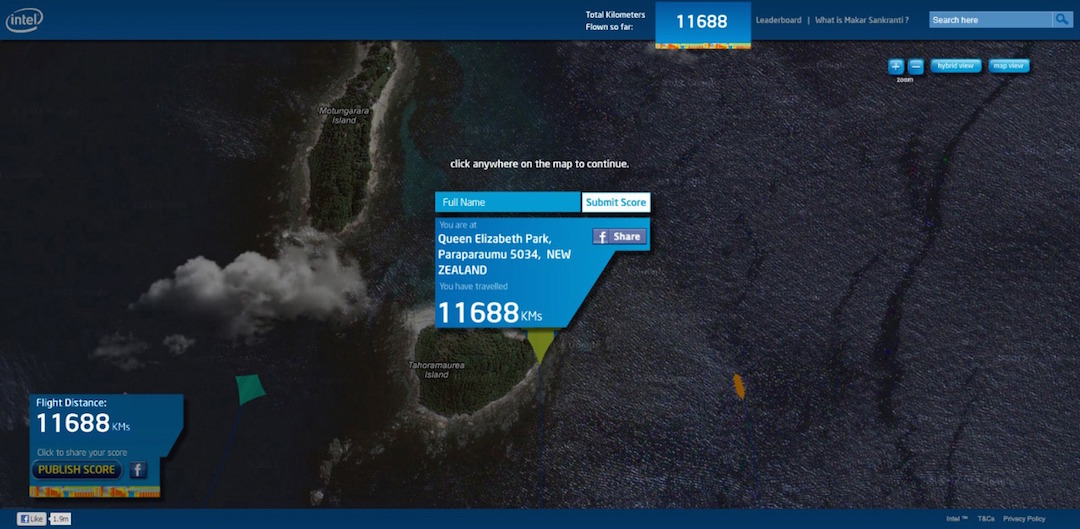 intel
Total Kilometers
Flown so far:
11688
Leaderboard | What is Makar Sankranti ?
Search here
+ −
zoom
hybrid view
map view
Motungarara
Island
click anywhere on the map to continue.
Full Name
Submit Score
You are at
Queen Elizabeth Park,
Paraparaumu 5034, NEW
ZEALAND
f Share
You have travelled
11688 KMs
Tahoramaurea
Island
Flight Distance:
11688 KMs
Click to share your score
PUBLISH SCORE
f
f Like 1.9m
Intel ™ T&Cs Privacy Policy